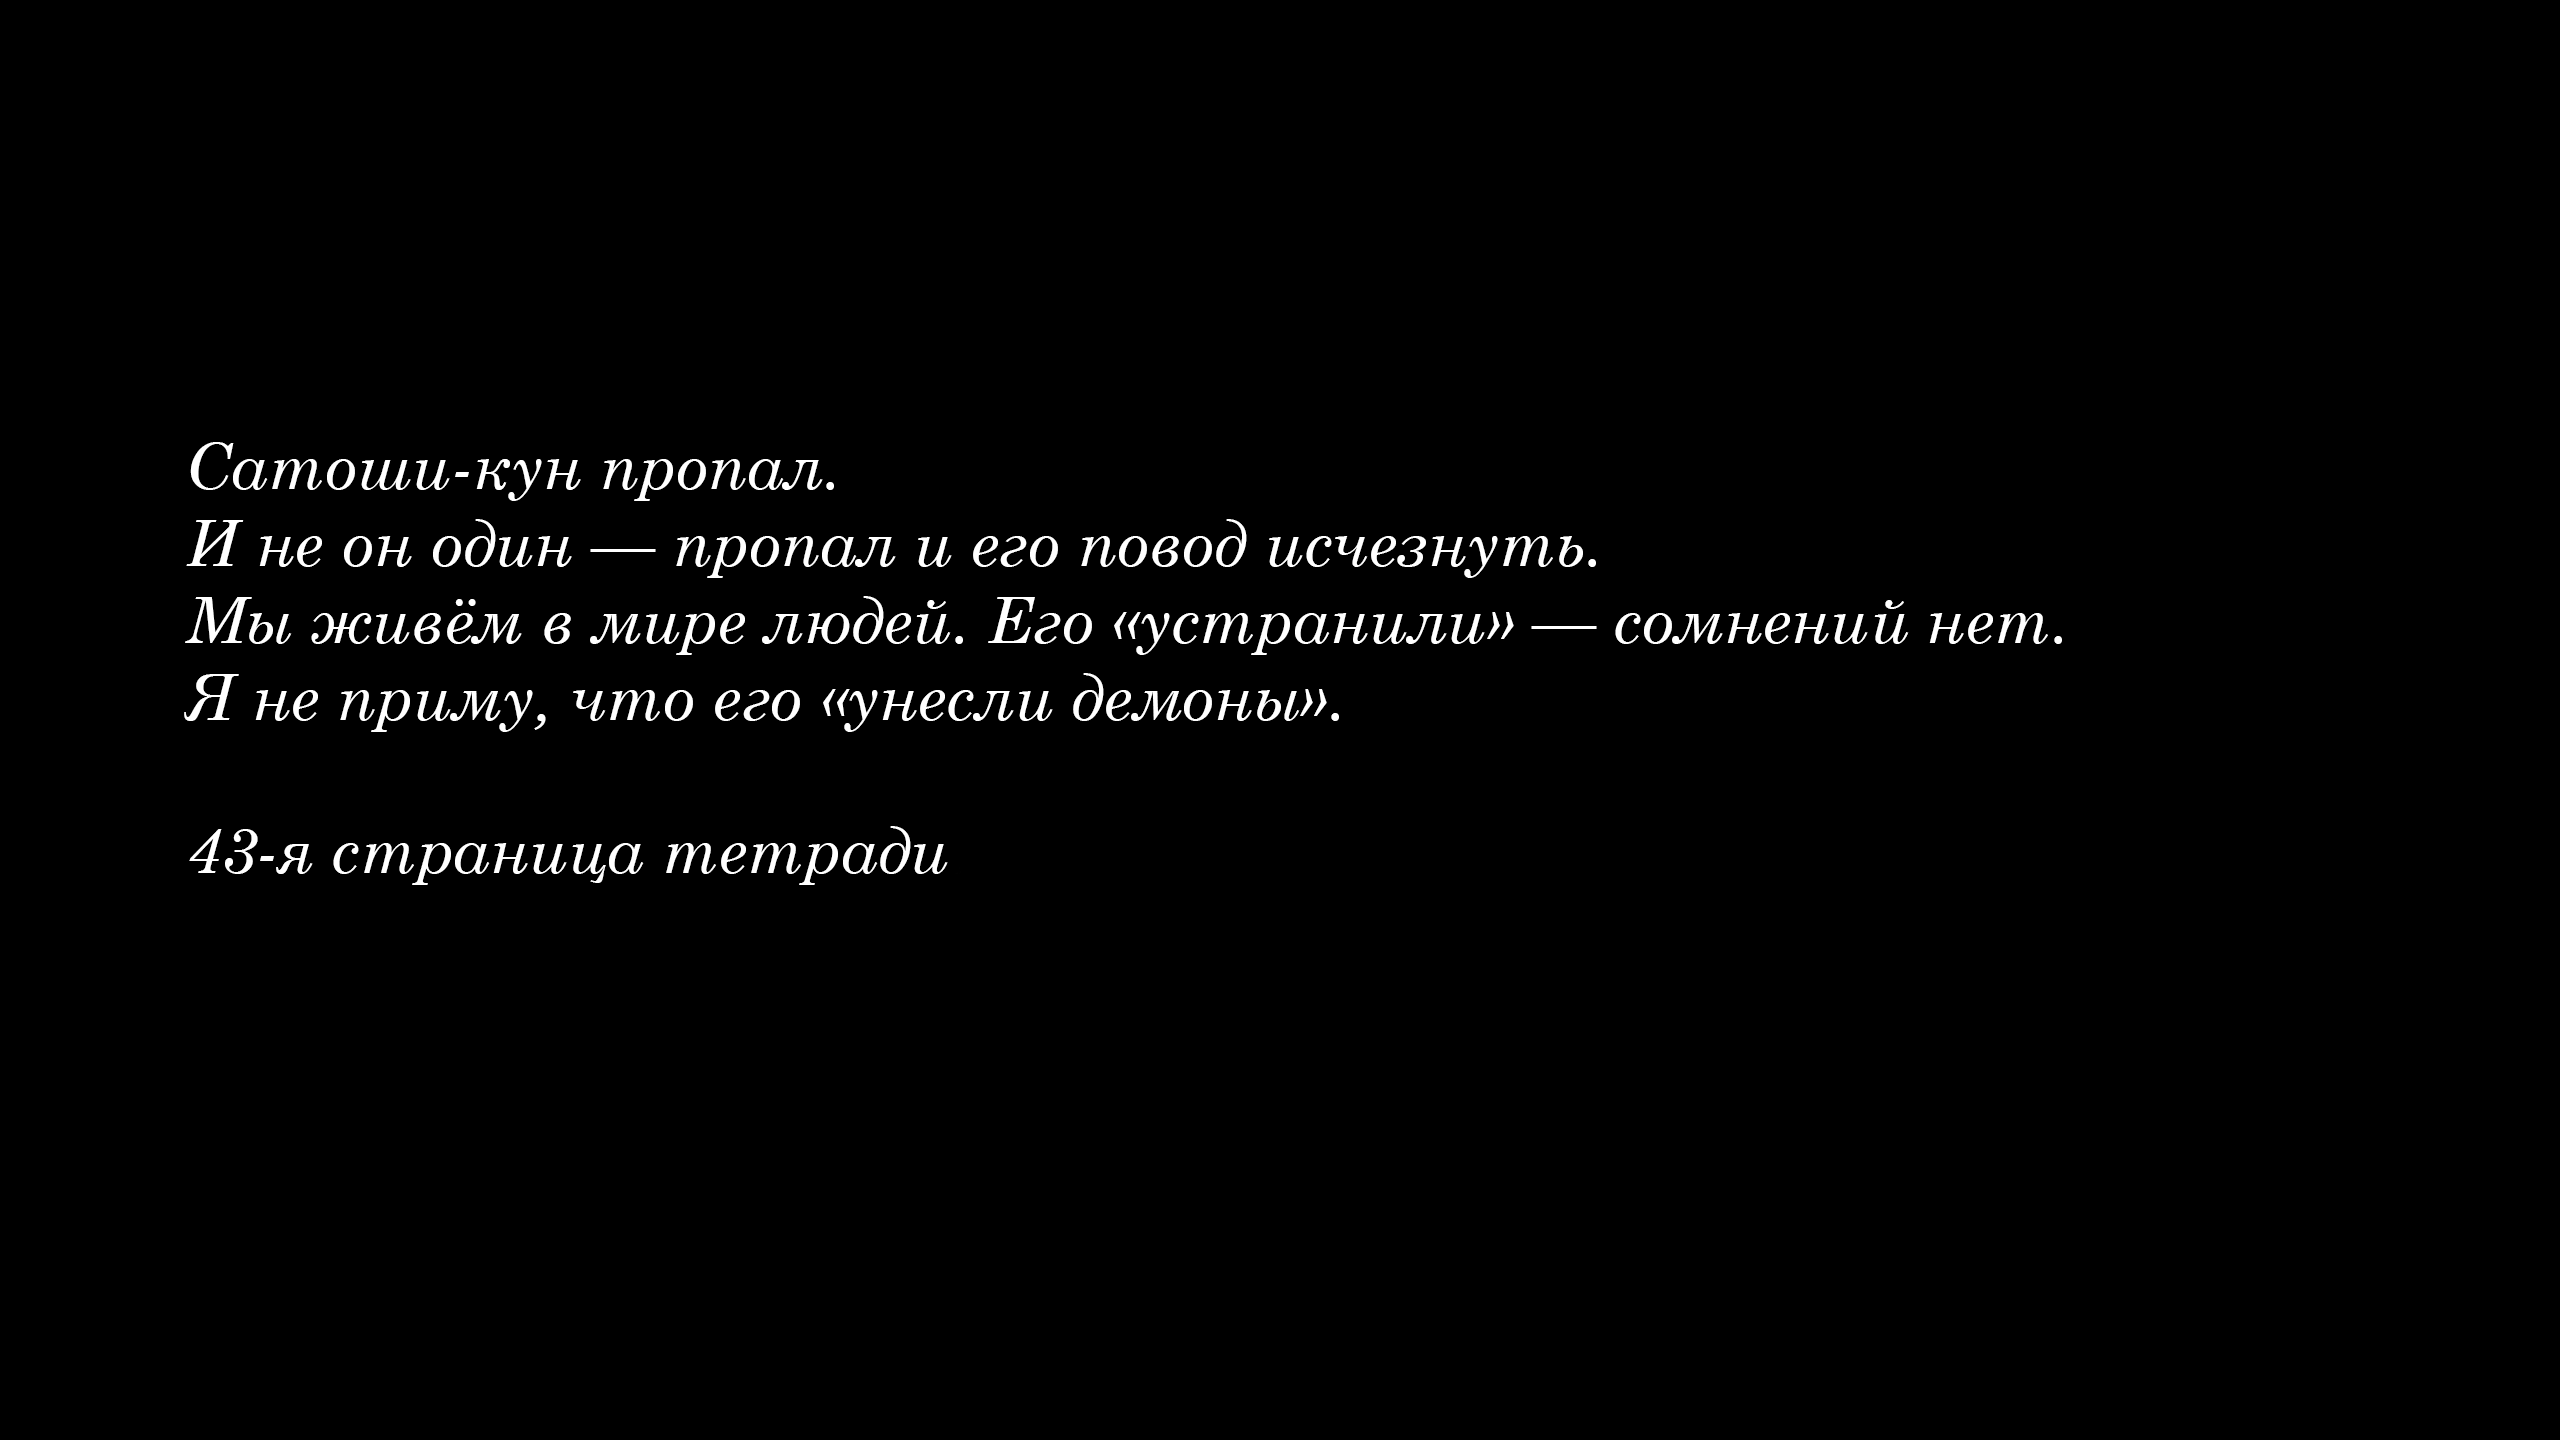 Сатоши-кун пропал.
И не он один — пропал и его повод исчезнуть.
Мы живём в мире людей. Его «устранили» — сомнений нет.
Я не приму, что его «унесли демоны».
43-я страница тетради